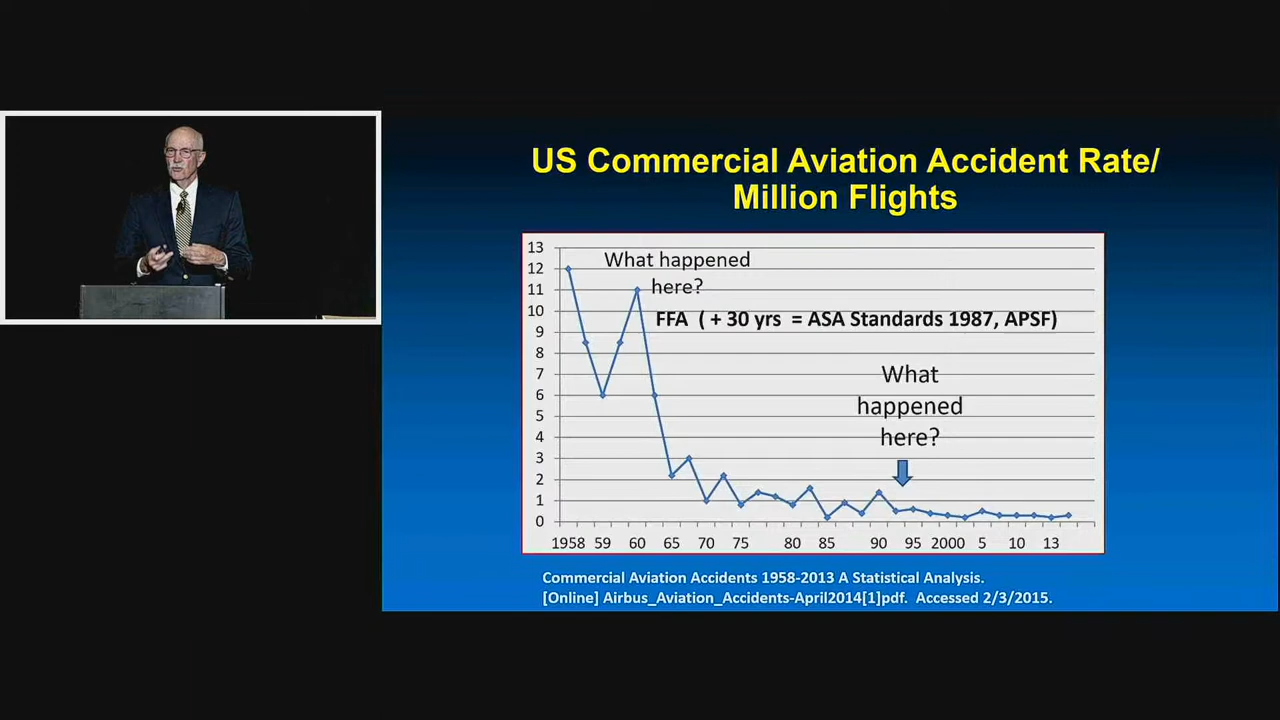 US Commercial Aviation Accident Rate/
Million Flights
13
12
11
10
9
8
7
6
5
4
3
2
1
0
What happened
here?
FFA ( + 30 yrs = ASA Standards 1987, APSF)
What
happened
here?
1958 59 60 65 70 75 80 85 90 95 2000 5 10 13
Commercial Aviation Accidents 1958-2013 A Statistical Analysis.
[Online] Airbus_Aviation_Accidents-April2014[1]pdf. Accessed 2/3/2015.